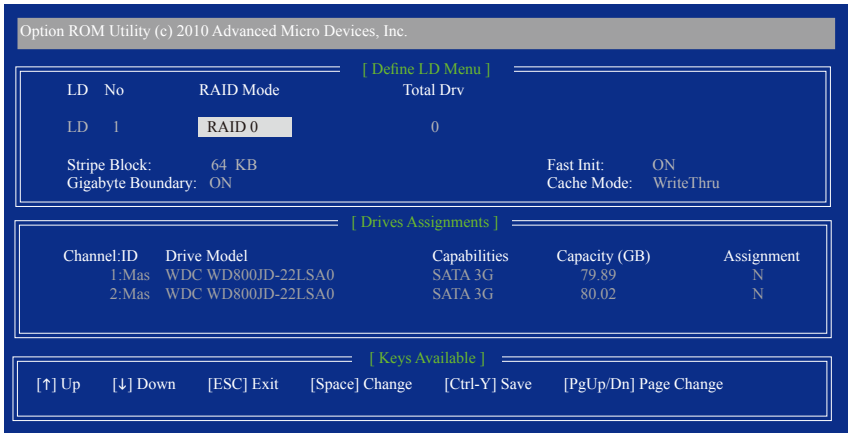 Option ROM Utility (c) 2010 Advanced Micro Devices, Inc.
[ Define LD Menu ]
LD No RAID Mode Total Drv
LD 1 RAID 0 0
Stripe Block: 64 KB Fast Init: ON
Gigabyte Boundary: ON Cache Mode: WriteThru
[ Drives Assignments ]
Channel:ID Drive Model Capabilities Capacity (GB) Assignment
1:Mas WDC WD800JD-22LSA0 SATA 3G 79.89 N
2:Mas WDC WD800JD-22LSA0 SATA 3G 80.02 N
[ Keys Available ]
[↑] Up [↓] Down [ESC] Exit [Space] Change [Ctrl-Y] Save [PgUp/Dn] Page Change